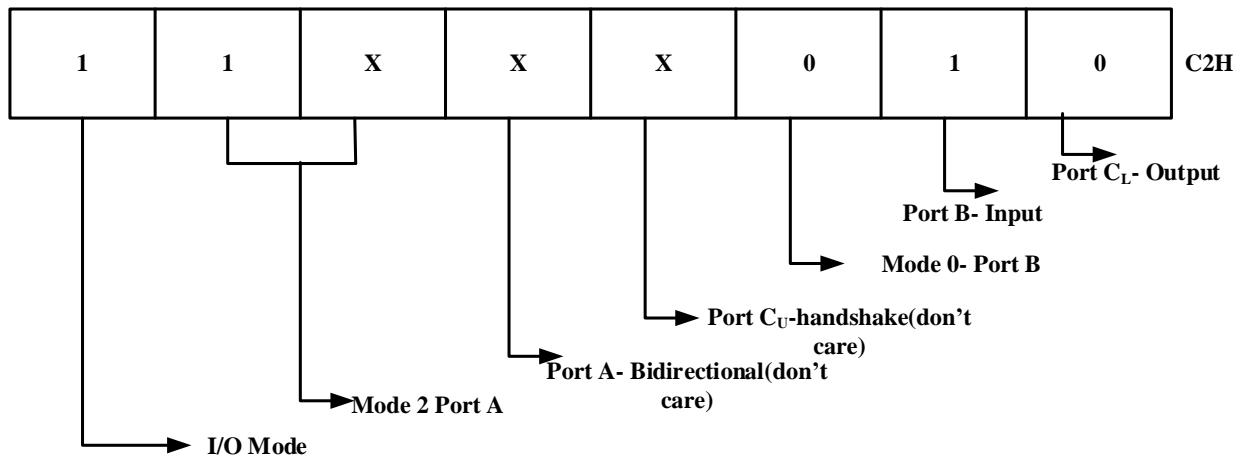 1 1 X X X 0 1 0 C2H
Port C_L- Output
Port B- Input
Mode 0- Port B
Port C_U-handshake(don't
care)
Port A- Bidirectional(don't
care)
Mode 2 Port A
I/O Mode